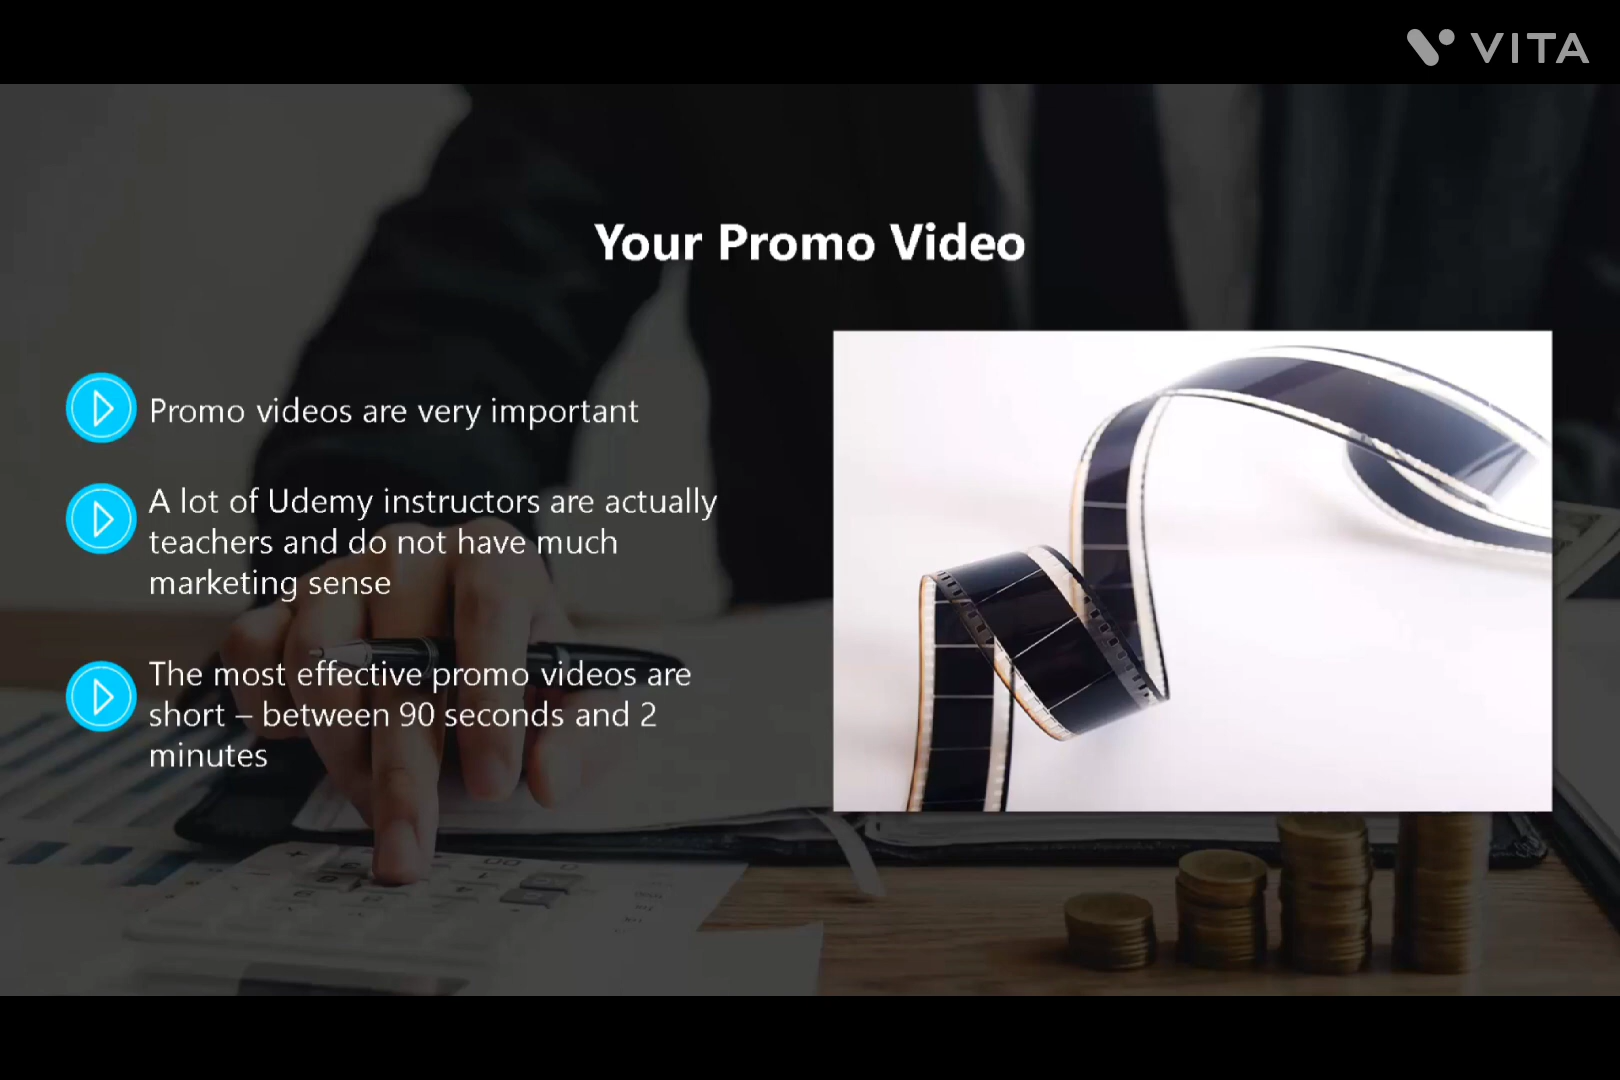 VITA
Your Promo Video
Promo videos are very important
A lot of Udemy instructors are actually
teachers and do not have much
marketing sense
The most effective promo videos are
short – between 90 seconds and 2
minutes